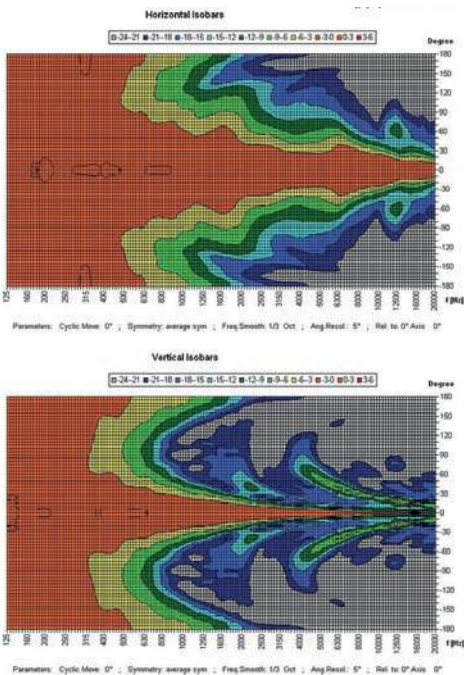 Horizontal Isobars
-24--21 -21-18 -18-15 -15--12 -12-9 -9-6 -6-3 -3-0 0-3 3-6
Degree
180
150
120
90
60
30
0
-30
-60
-90
-120
-150
-180
125 160 200 250 315 400 500 630 800 1000 1250 1600 2000 2500 3150 4000 5000 6300 8000 10000 12500 16000 20000
f [Hz]
Parameters: Cyclic Move: 0° ; Symmetry: average sym ; Freq.Smooth: 1/3 Oct ; Ang.Resol.: 5° ; Rel. to: 0° Axis 0°
Vertical Isobars
-24--21 -21-18 -18-15 -15--12 -12-9 -9-6 -6-3 -3-0 0-3 3-6
Degree
180
150
120
90
60
30
0
-30
-60
-90
-120
-150
-180
125 160 200 250 315 400 500 630 800 1000 1250 1600 2000 2500 3150 4000 5000 6300 8000 10000 12500 16000 20000
f [Hz]
Parameters: Cyclic Move: 0° ; Symmetry: average sym ; Freq.Smooth: 1/3 Oct ; Ang.Resol.: 5° ; Rel. to: 0° Axis 0°